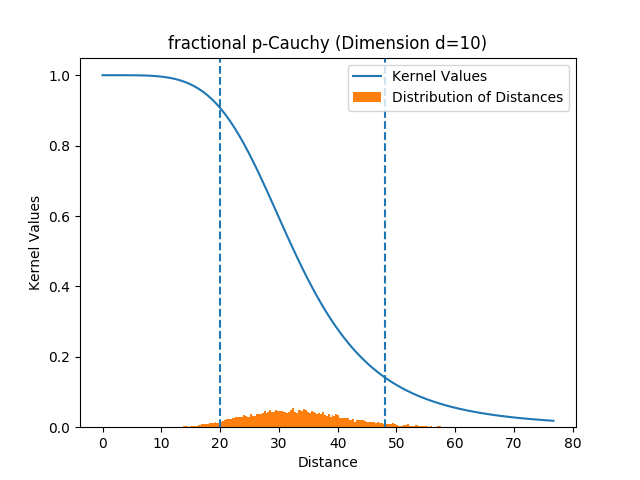 fractional p-Cauchy (Dimension d=10)
Kernel Values
Distribution of Distances
1.0
0.8
0.6
0.4
0.2
0.0
Kernel Values
0 10 20 30 40 50 60 70 80
Distance